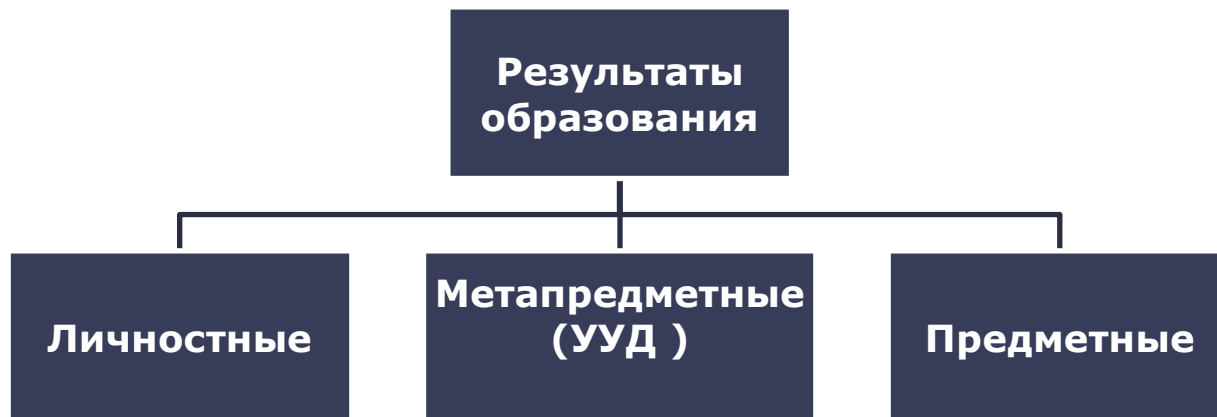 Результаты
образования
Личностные
Метапредметные
(УУД )
Предметные